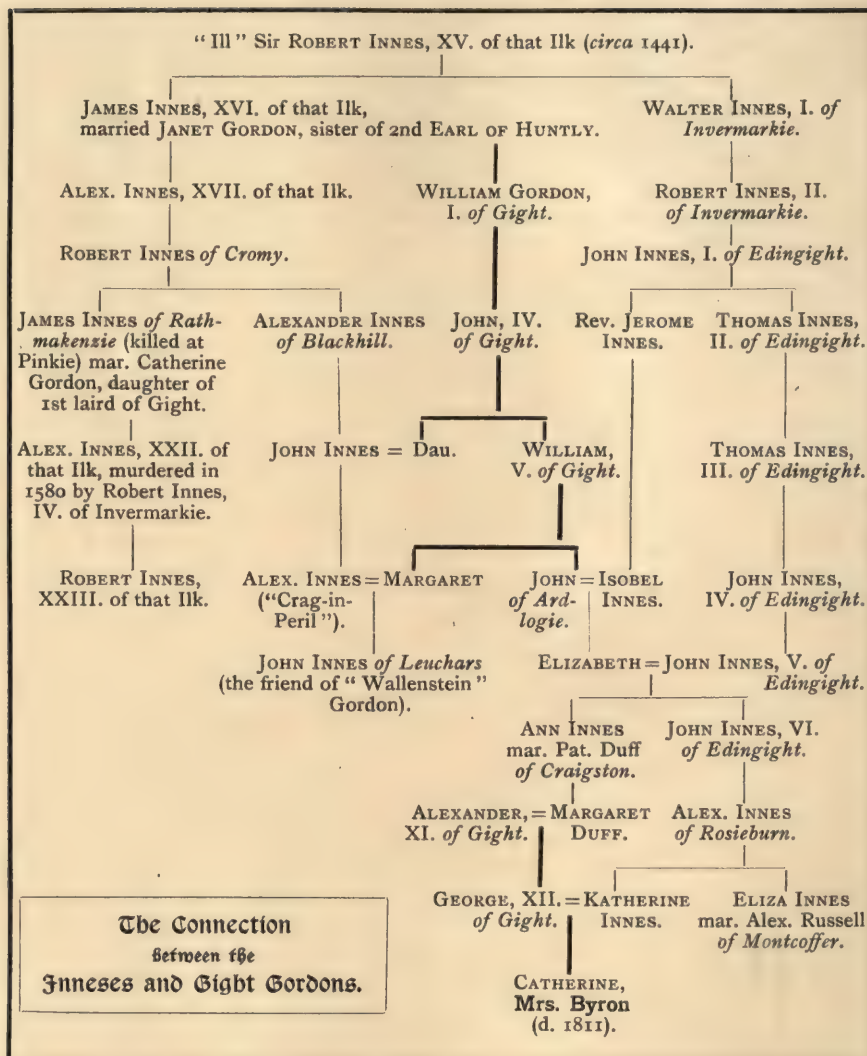 "Ill" Sir ROBERT INNES, XV. of that Ilk (circa 1441).
JAMES INNES, XVI. of that Ilk,
married JANET GORDON, sister of 2nd EARL OF HUNTLY.
WALTER INNES, I. of
Invermarkie.
ALEX. INNES, XVII. of that Ilk.
WILLIAM GORDON,
I. of Gight.
ROBERT INNES, II.
of Invermarkie.
ROBERT INNES of Cromy.
JOHN INNES, I. of Edingight.
JAMES INNES of Rath-
makenzie (killed at
Pinkie) mar. Catherine
Gordon, daughter of
1st laird of Gight.
ALEXANDER INNES
of Blackhill.
JOHN, IV.
of Gight.
Rev. JEROME
INNES.
THOMAS INNES,
II. of Edingight.
ALEX. INNES, XXII. of
that Ilk, murdered in
1580 by Robert Innes,
IV. of Invermarkie.
JOHN INNES = Dau.
WILLIAM,
V. of Gight.
THOMAS INNES,
III. of Edingight.
ROBERT INNES,
XXIII. of that Ilk.
ALEX. INNES = MARGARET
("Crag-in-
Peril").
JOHN = ISOBEL
of Ard- INNES.
logie.
JOHN INNES,
IV. of Edingight.
JOHN INNES of Leuchars
(the friend of "Wallenstein"
Gordon).
ELIZABETH = JOHN INNES, V. of
Edingight.
ANN INNES
mar. Pat. Duff
of Craigston.
JOHN INNES, VI.
of Edingight.
ALEXANDER, = MARGARET
XI. of Gight. DUFF.
ALEX. INNES
of Rosieburn.
GEORGE, XII. = KATHERINE
of Gight. INNES.
ELIZA INNES
mar. Alex. Russell
of Montcoffer.
CATHERINE,
Mrs. Byron
(d. 1811).
The Connection
Between the
Inneses and Gight Gordons.